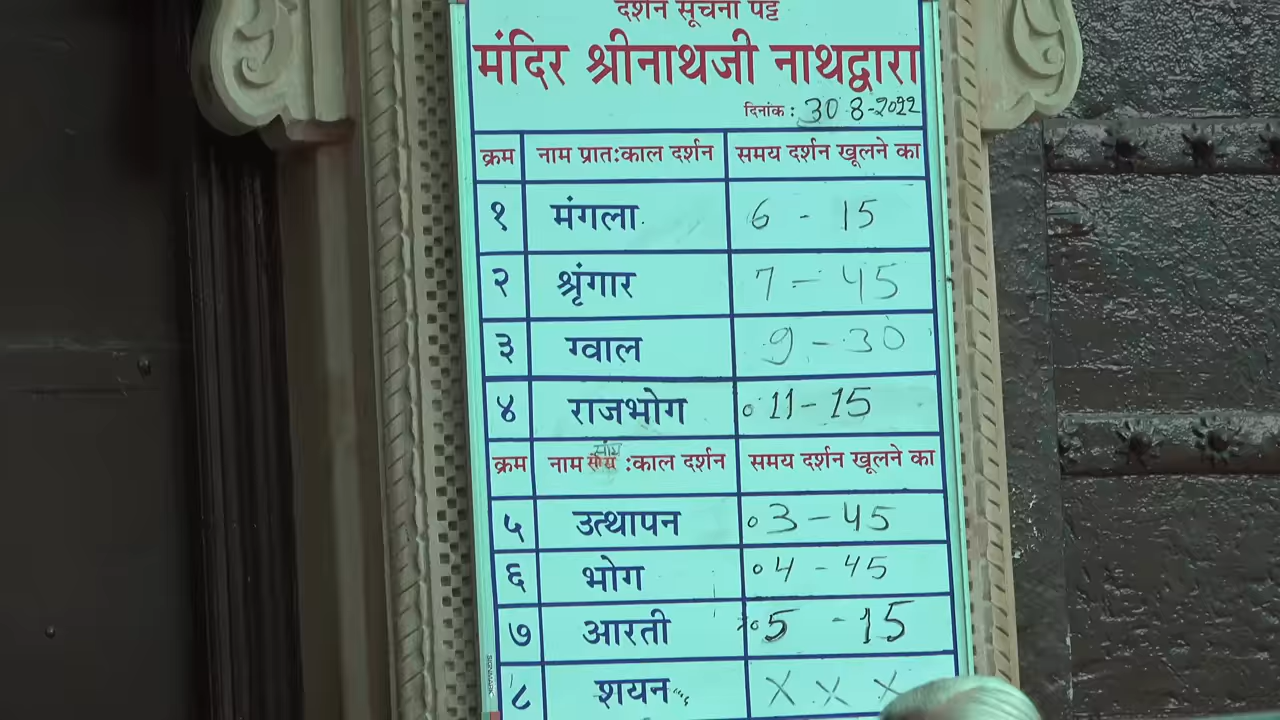 दर्शन सूचना पट्ट
मंदिर श्रीनाथजी नाथद्वारा
दिनांक : 30-8-2022
क्रम नाम प्रातःकाल दर्शन समय दर्शन खूलने का
१ मंगला 6 - 15
२ श्रृंगार 7 - 45
३ ग्वाल 9 - 30
४ राजभोग 11 - 15
क्रम नाम सांय :काल दर्शन समय दर्शन खूलने का
५ उत्थापन 3 - 45
६ भोग 4 - 45
७ आरती 5 - 15
८ शयन X X X